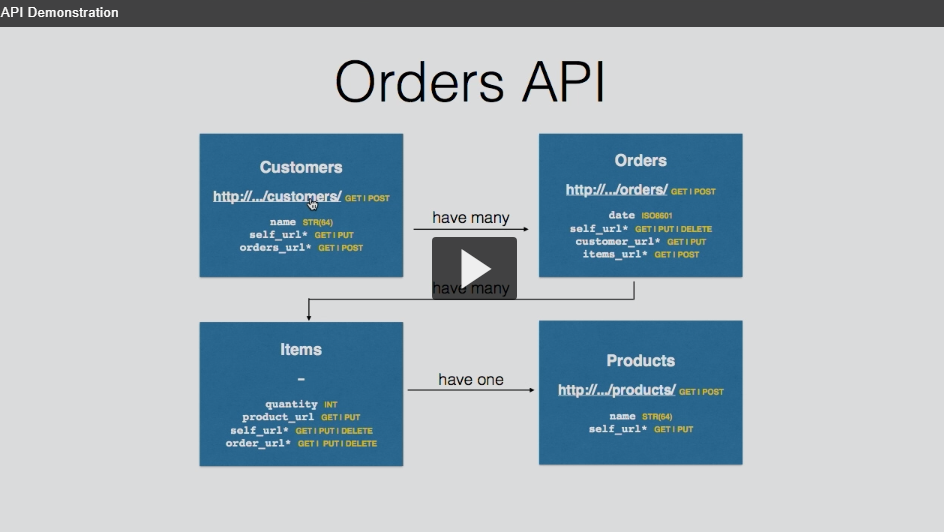 API Demonstration
Orders API
Customers
http://.../customers/ GET | POST
name STR(64)
self_url* GET | PUT
orders_url* GET | POST
have many
Orders
http://.../orders/ GET | POST
date ISO8601
self_url* GET | PUT | DELETE
customer_url* GET | PUT
items_url* GET | POST
have many
Items
–
quantity INT
product_url GET | PUT
self_url* GET | PUT | DELETE
order_url* GET | PUT | DELETE
have one
Products
http://.../products/ GET | POST
name STR(64)
self_url* GET | PUT